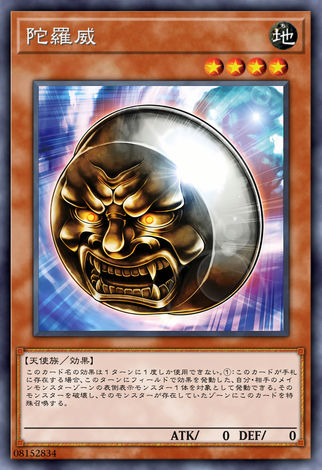 陀羅威
地
【天使族／効果】
このカード名の効果は１ターンに１度しか使用できない。①：このカードが手札
に存在する場合、このターンにフィールドで効果を発動した、自分・相手のメ
インモンスターゾーンの表側表示モンスター１体を対象として発動できる。その
モンスターを破壊し、そのモンスターが存在していたゾーンにこのカードを特
殊召喚する。
ATK/ 0 DEF/ 0
08152834